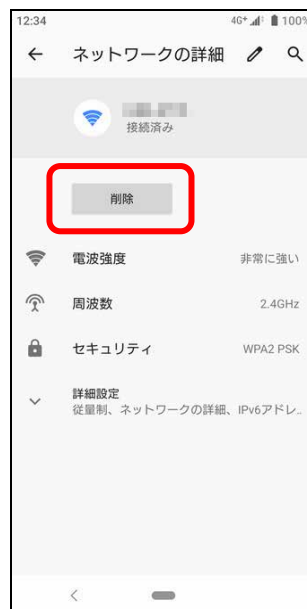 12:34
4G+
100%
ネットワークの詳細
接続済み
削除
電波強度
非常に強い
周波数
2.4GHz
セキュリティ
WPA2 PSK
詳細設定
従量制、ネットワークの詳細、IPv6アドレ...